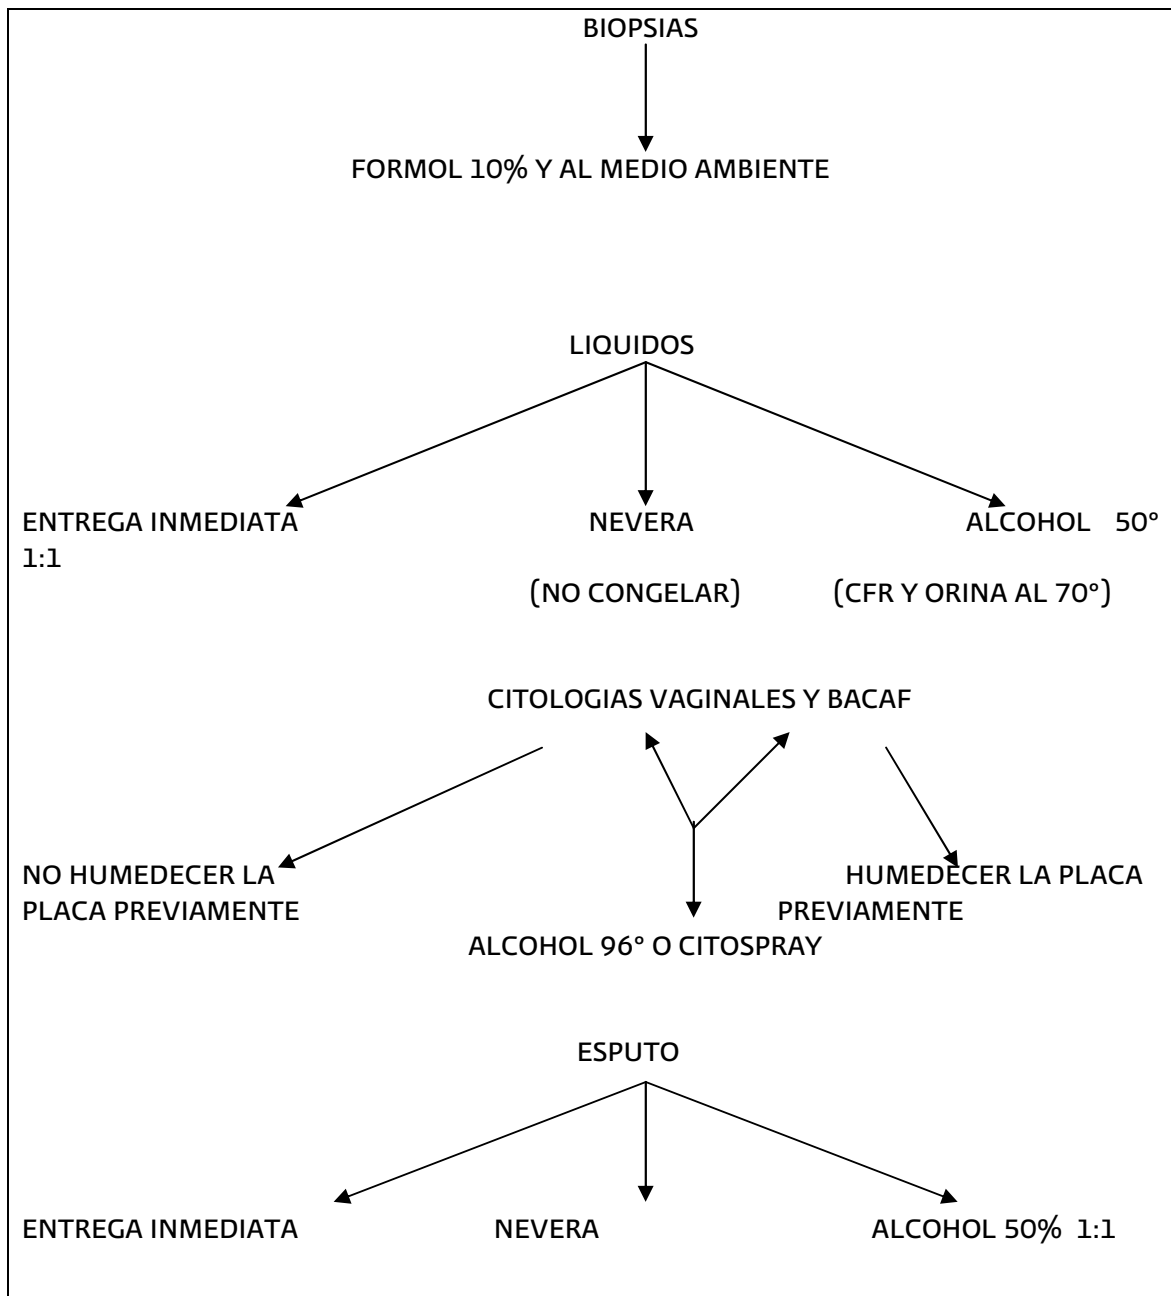 BIOPSIAS
FORMOL 10% Y AL MEDIO AMBIENTE
LIQUIDOS
ENTREGA INMEDIATA NEVERA ALCOHOL 50°
1:1
(NO CONGELAR) (CFR Y ORINA AL 70°)
CITOLOGIAS VAGINALES Y BACAF
NO HUMEDECER LA HUMEDECER LA PLACA
PLACA PREVIAMENTE PREVIAMENTE
ALCOHOL 96° O CITOSPRAY
ESPUTO
ENTREGA INMEDIATA NEVERA ALCOHOL 50% 1:1